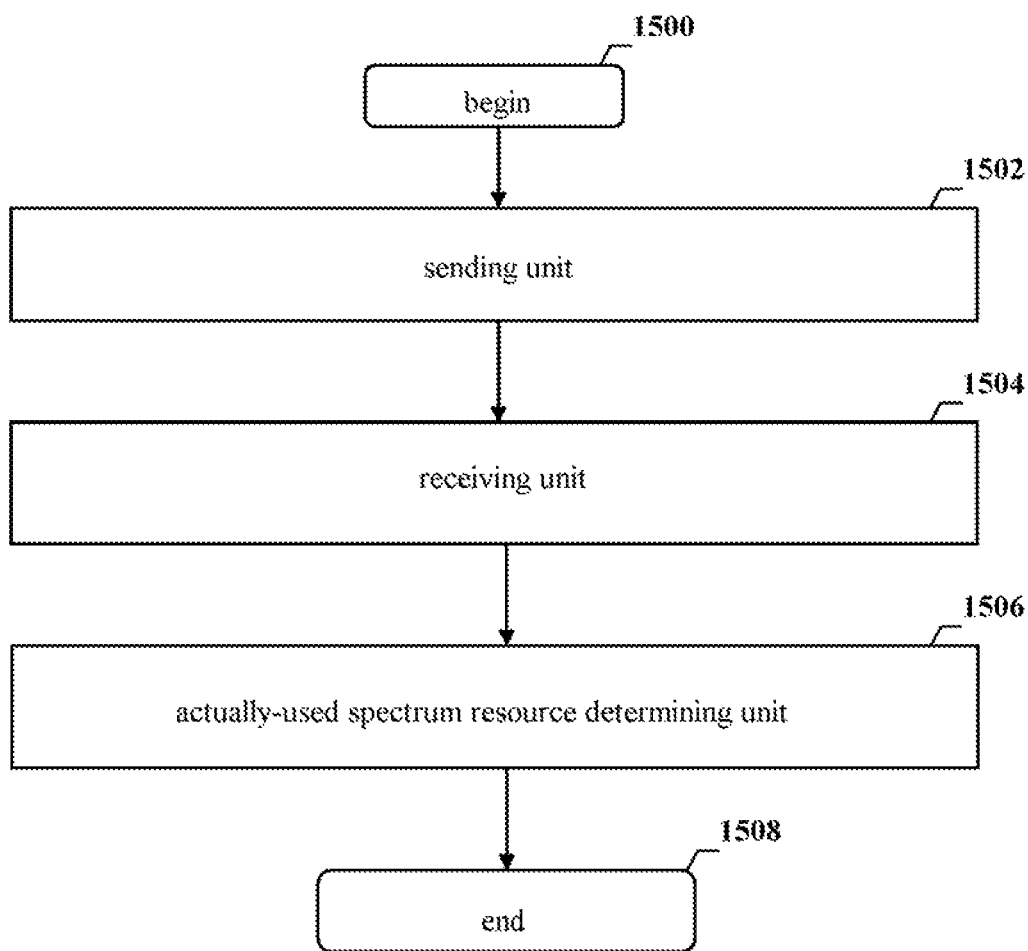 1500
begin
1502
sending unit
1504
receiving unit
1506
actually-used spectrum resource determining unit
1508
end